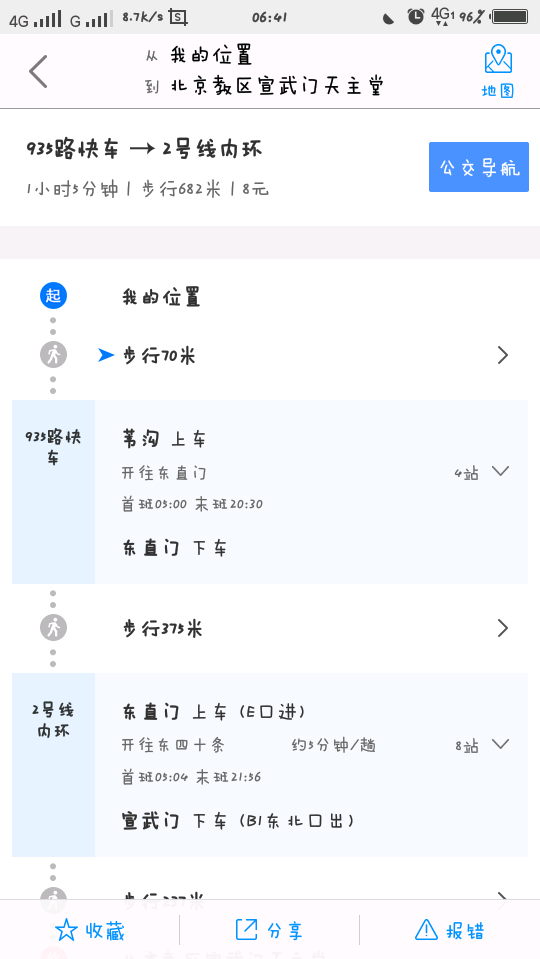 4G G 8.7K/s S 06:41 4G1 96%
从 我的位置
到 北京教区宣武门天主堂
地图
935路快车 → 2号线内环
1小时5分钟 | 步行682米 | 8元
公交导航
起 我的位置
步行70米
935路快车
苇沟 上车
开往东直门 4站
首班05:00 末班20:30
东直门 下车
步行375米
2号线
内环
东直门 上车 (E口进)
开往东四十条 约5分钟/趟 8站
首班05:04 末班21:56
宣武门 下车 (B1东北口出)
步行237米
收藏 分享 报错